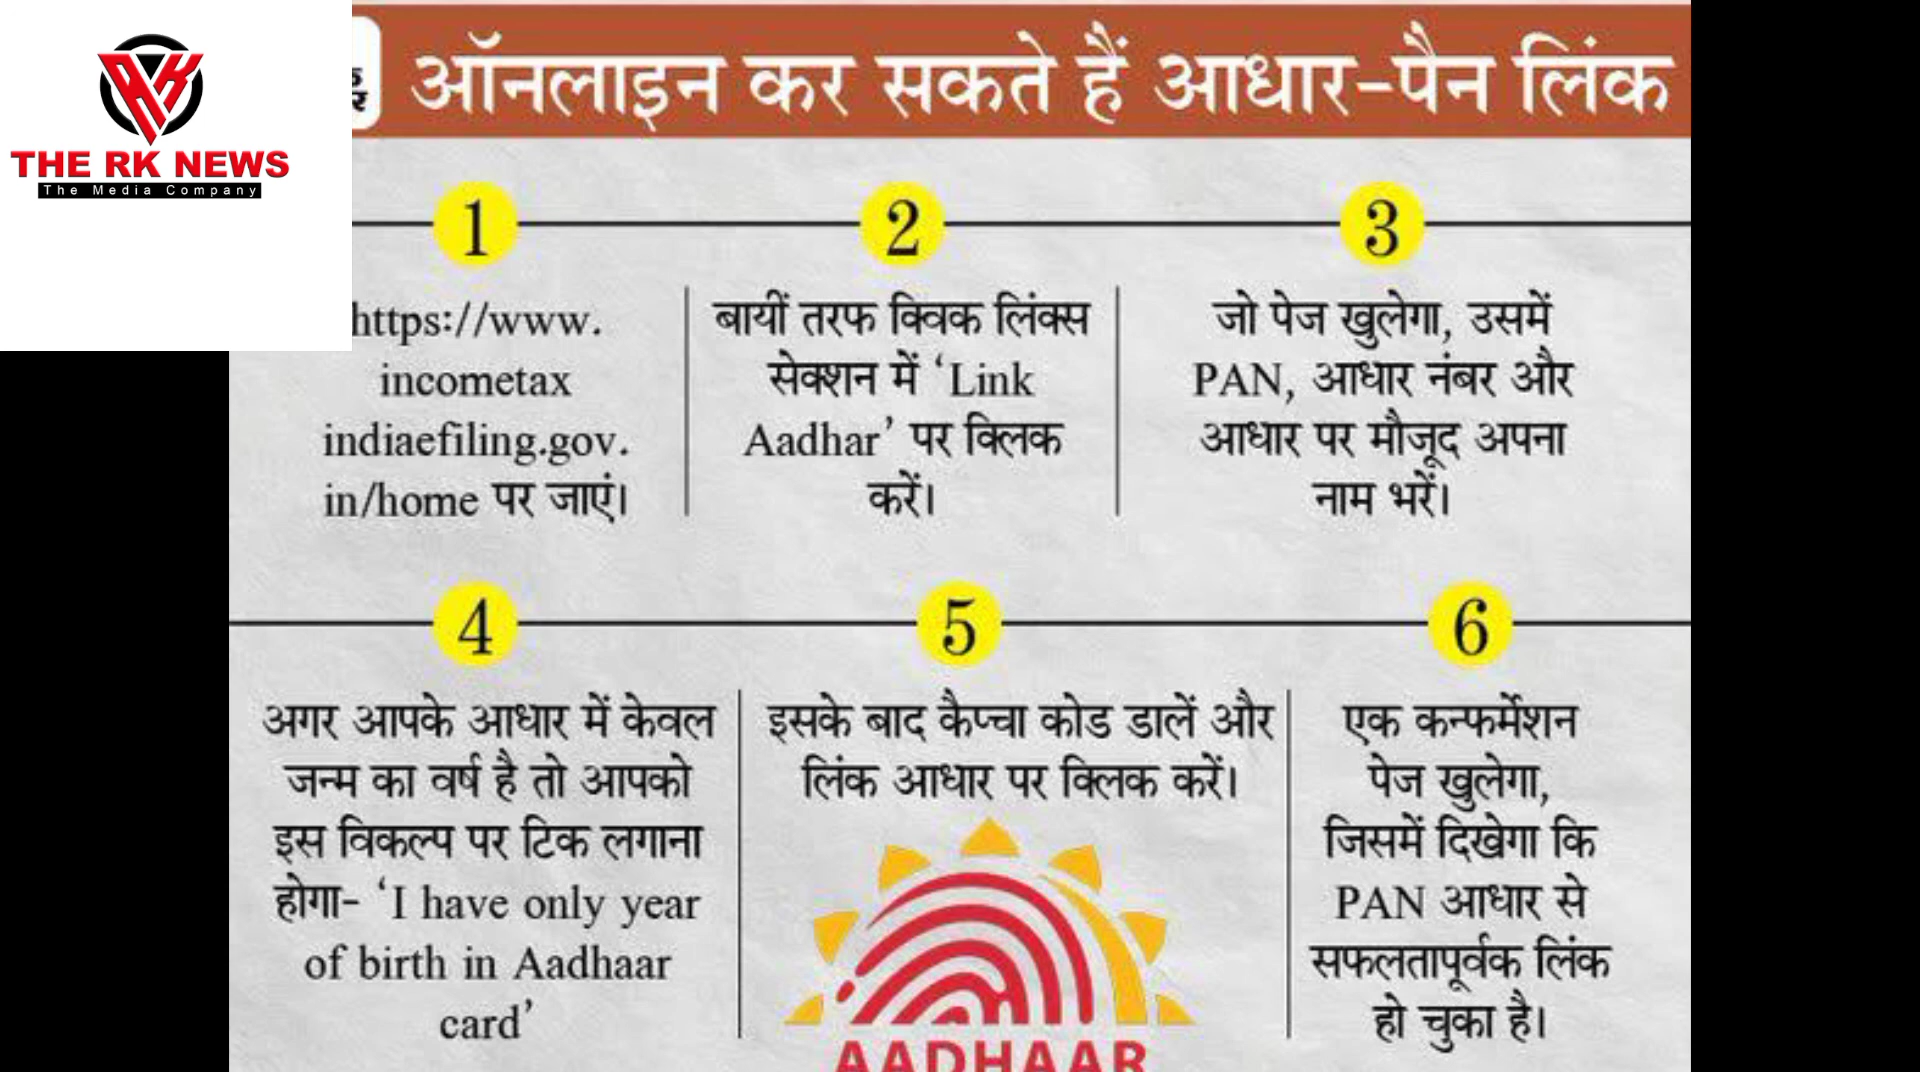 THE RK NEWS
The Media Company
ऑनलाइन कर सकते हैं आधार-पैन लिंक
1
https://www.
incometax
indiaefiling.gov.
in/home पर जाएं।
2
बायीं तरफ क्विक लिंक्स
सेक्शन में ‘Link
Aadhar’ पर क्लिक
करें।
3
जो पेज खुलेगा, उसमें
PAN, आधार नंबर और
आधार पर मौजूद अपना
नाम भरें।
4
अगर आपके आधार में केवल
जन्म का वर्ष है तो आपको
इस विकल्प पर टिक लगाना
होगा- ‘I have only year
of birth in Aadhaar
card’
5
इसके बाद कैप्चा कोड डालें और
लिंक आधार पर क्लिक करें।
AADHAAR
6
एक कन्फर्मेशन
पेज खुलेगा,
जिसमें दिखेगा कि
PAN आधार से
सफलतापूर्वक लिंक
हो चुका है।